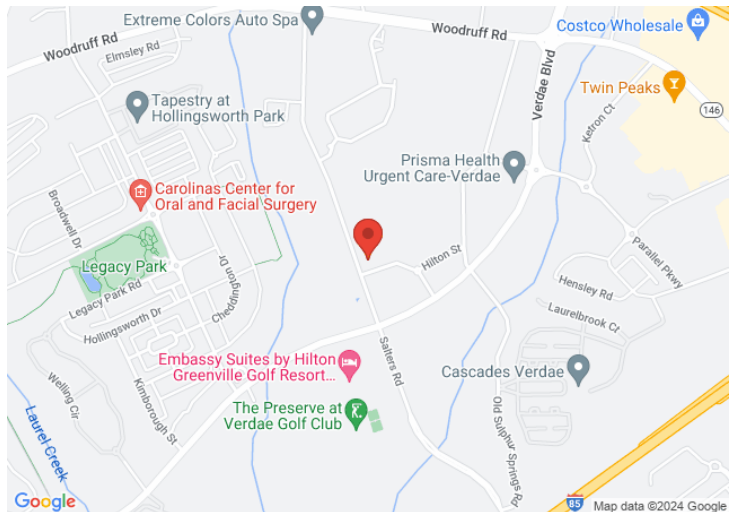 Extreme Colors Auto Spa
Woodruff Rd
Woodruff Rd
Costco Wholesale
Elmsley Rd
Verdae Blvd
Twin Peaks
146
Ketron Ct
Tapestry at
Hollingsworth Park
Prisma Health
Urgent Care-Verdae
Carolinas Center for
Oral and Facial Surgery
Broadwell Dr
Legacy Park
Hilton St
Parallel Pkwy
Cheddington Dr
Hensley Rd
Legacy Park Rd
Laurelbrook Ct
Hollingsworth Dr
Salters Rd
Embassy Suites by Hilton
Greenville Golf Resort...
Cascades Verdae
Welling Cir
Kimborough St
The Preserve at
Verdae Golf Club
Old Sulphur Springs Rd
Laurel Creek
Google
85
Map data ©2024 Google